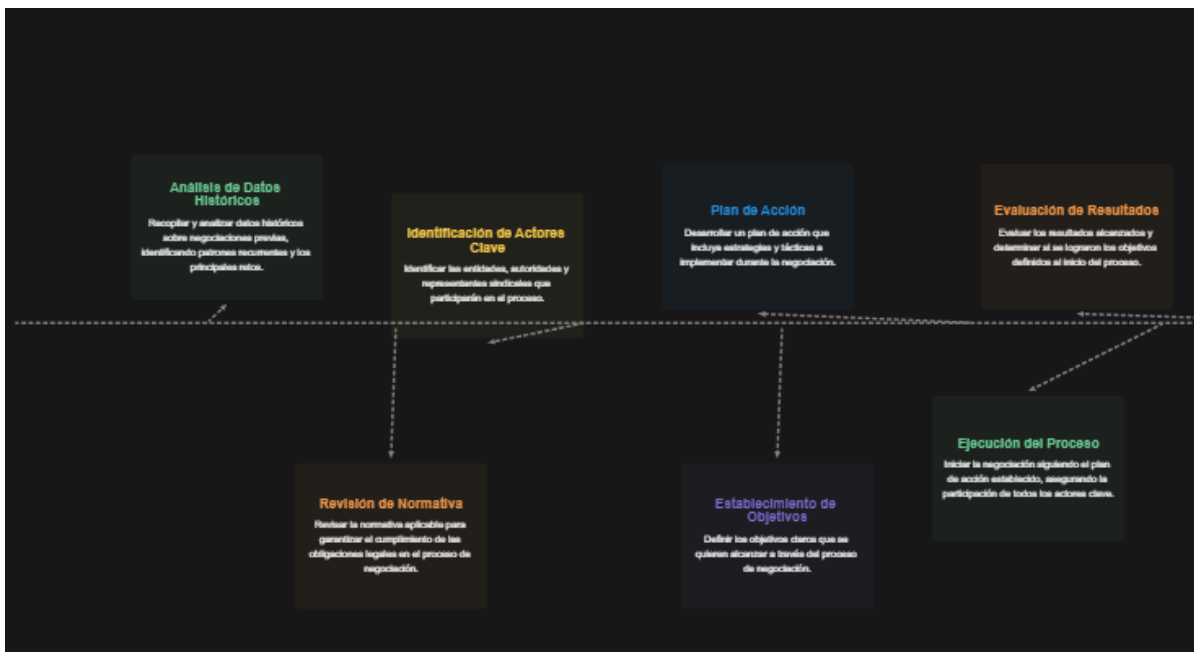 Análisis de Datos
Históricos
Recopilar y analizar datos históricos
sobre negociaciones previas,
identificando patrones recurrentes y los
principales retos.
Identificación de Actores
Clave
Identificar las entidades, autoridades y
representantes sindicales que
participarán en el proceso.
Plan de Acción
Desarrollar un plan de acción que
incluya estrategias y tácticas a
implementar durante la negociación.
Evaluación de Resultados
Evaluar los resultados alcanzados y
determinar si se lograron los objetivos
definidos al inicio del proceso.
Revisión de Normativa
Revisar la normativa aplicable para
garantizar el cumplimiento de las
obligaciones legales en el proceso de
negociación.
Establecimiento de
Objetivos
Definir los objetivos claros que se
quieren alcanzar a través del proceso
de negociación.
Ejecución del Proceso
Iniciar la negociación siguiendo el plan
de acción establecido, asegurando la
participación de todos los actores clave.